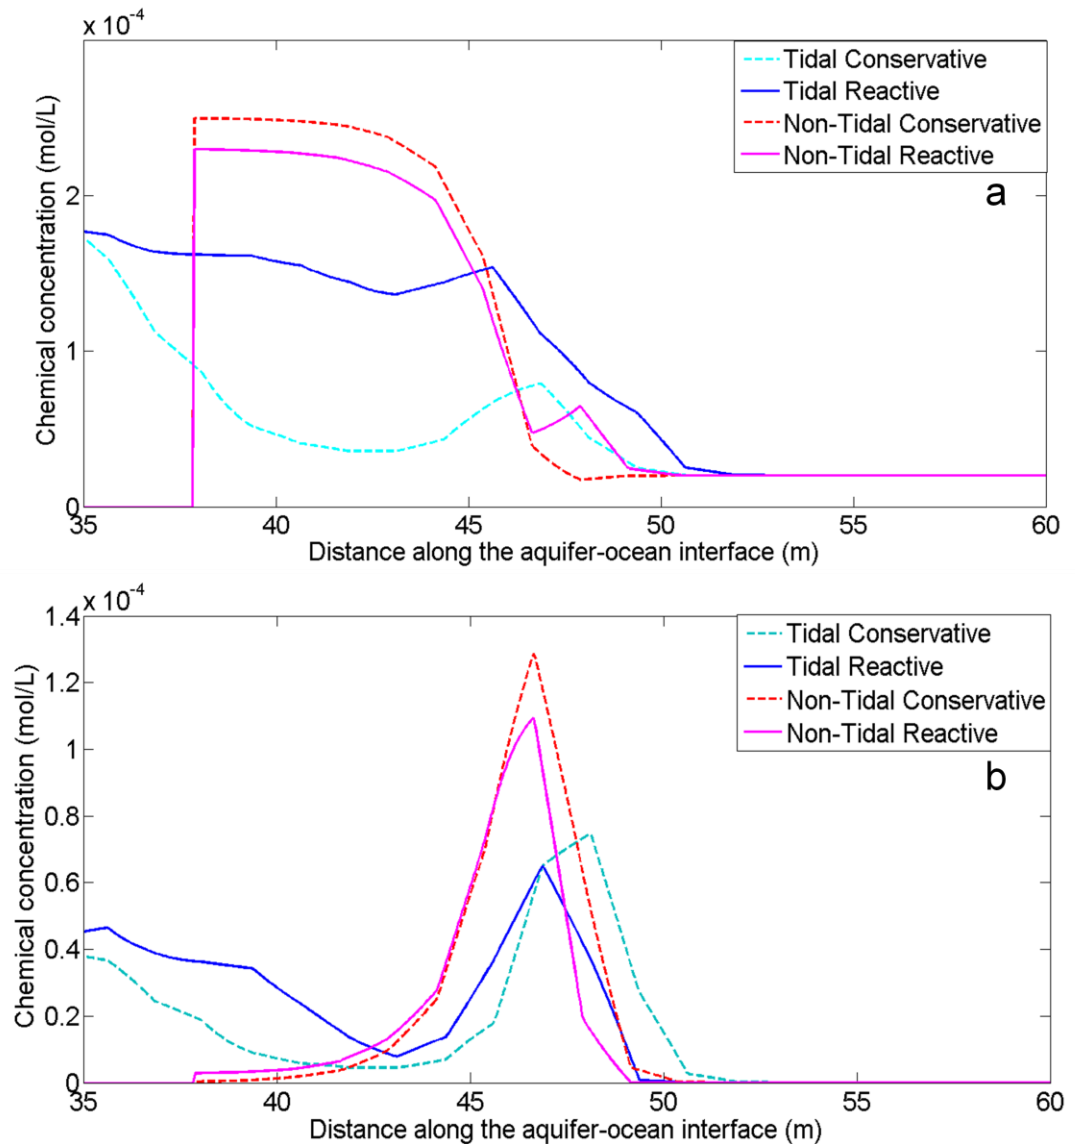 x 10-4
Chemical concentration (mol/L)
2
1
0
Tidal Conservative
Tidal Reactive
Non-Tidal Conservative
Non-Tidal Reactive
a
35 40 45 50 55 60
Distance along the aquifer-ocean interface (m)
x 10-4
Chemical concentration (mol/L)
1.4
1.2
1
0.8
0.6
0.4
0.2
0
Tidal Conservative
Tidal Reactive
Non-Tidal Conservative
Non-Tidal Reactive
b
35 40 45 50 55 60
Distance along the aquifer-ocean interface (m)